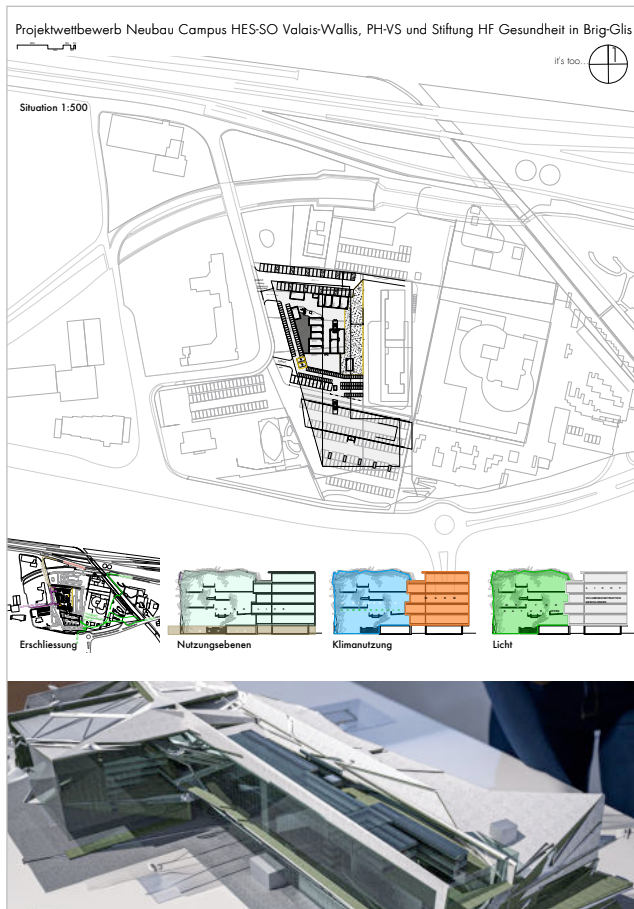 Projektwettbewerb Neubau Campus HES-SO Valais-Wallis, PH-VS und Stiftung HF Gesundheit in Brig-Glis
it's too...
Situation 1:500
Erschliessung
Nutzungsebenen
Klimanutzung
Licht